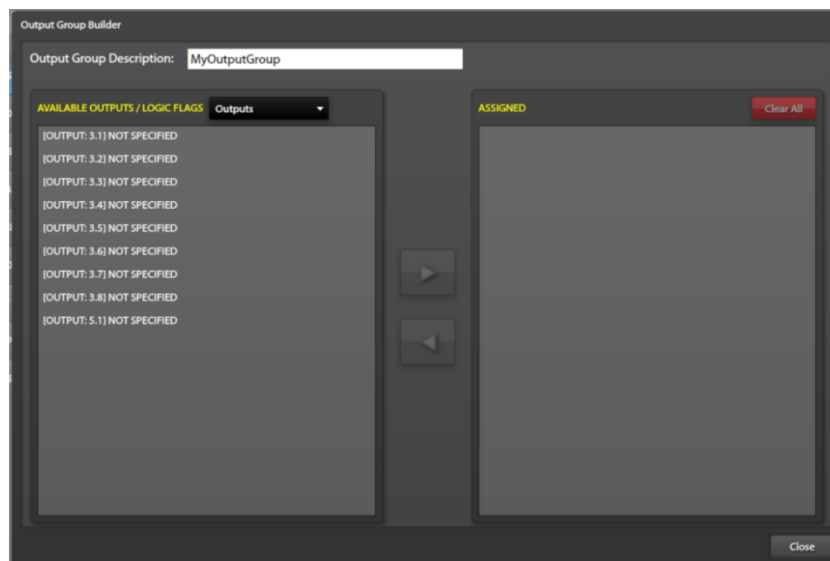 Output Group Builder
Output Group Description: MyOutputGroup
AVAILABLE OUTPUTS / LOGIC FLAGS Outputs
[OUTPUT: 3.1] NOT SPECIFIED
[OUTPUT: 3.2] NOT SPECIFIED
[OUTPUT: 3.3] NOT SPECIFIED
[OUTPUT: 3.4] NOT SPECIFIED
[OUTPUT: 3.5] NOT SPECIFIED
[OUTPUT: 3.6] NOT SPECIFIED
[OUTPUT: 3.7] NOT SPECIFIED
[OUTPUT: 3.8] NOT SPECIFIED
[OUTPUT: 5.1] NOT SPECIFIED
ASSIGNED
Clear All
Close